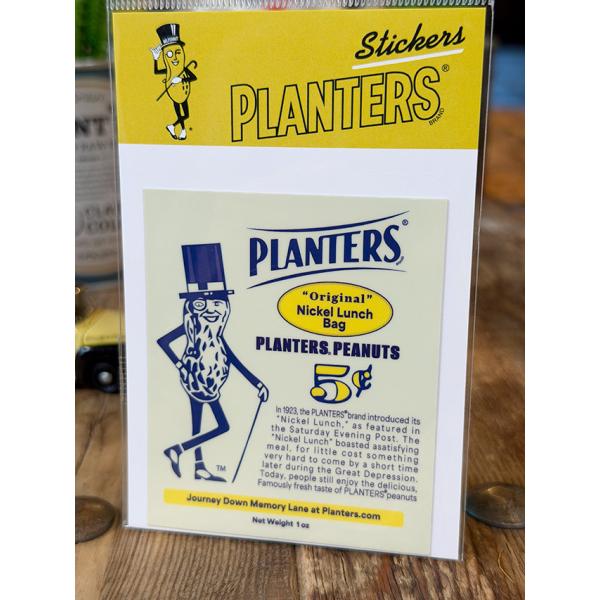 Stickers
PLANTERS®
BRAND
PLANTERS®
"Original"
Nickel Lunch
Bag
PLANTERS® PEANUTS
5¢
In 1923, the PLANTERS® brand introduced its
"Nickel Lunch," as featured in
the Saturday Evening Post. The
"Nickel Lunch" boasted asatisfying
meal, for little cost something
very hard to come by a short time
later during the Great Depression.
Today, people still enjoy the delicious,
Famously fresh taste of PLANTERS® peanuts
TM
Journey Down Memory Lane at Planters.com
Net Weight 1 oz